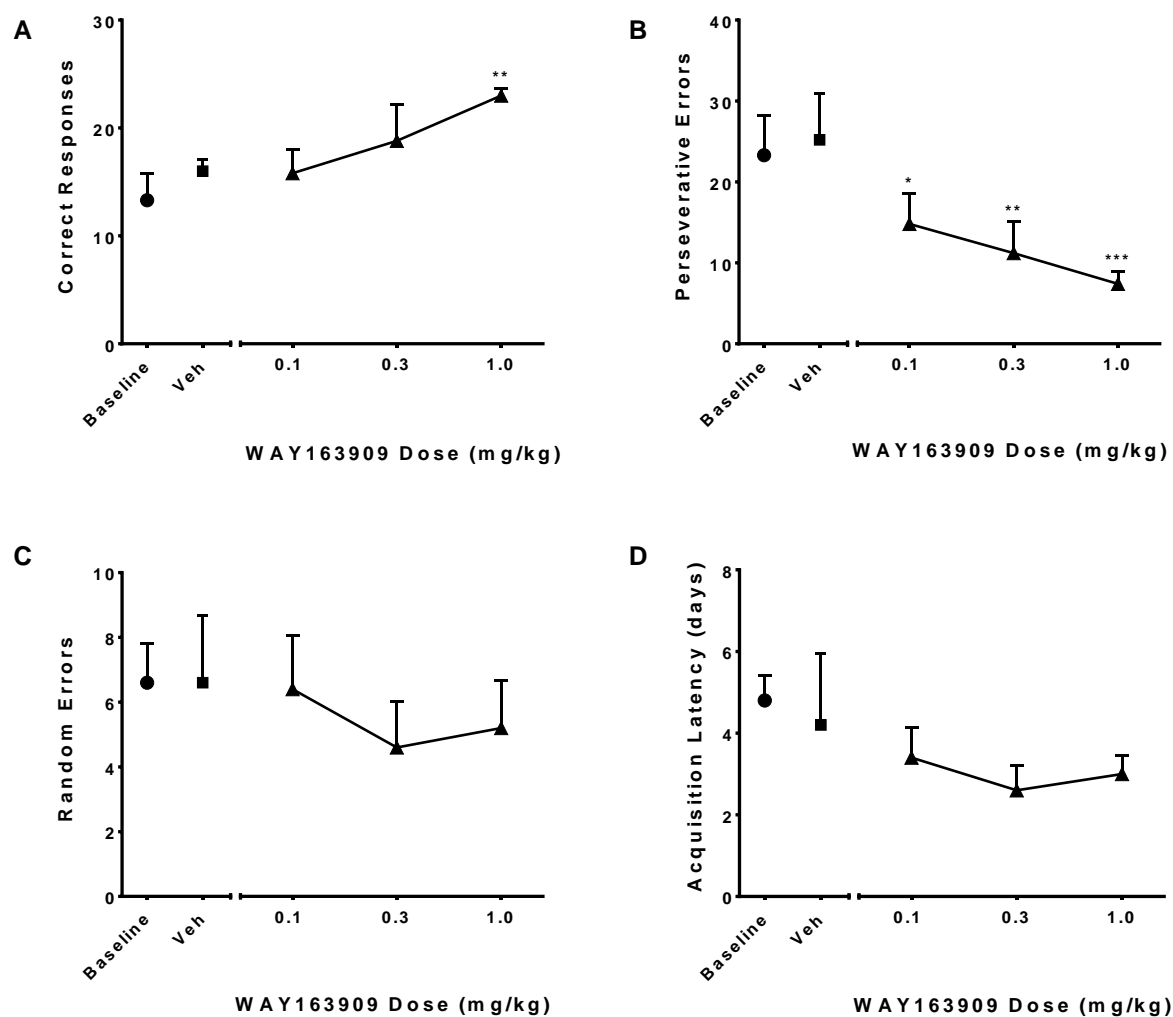 A
Correct Responses
30
20
10
0
**
Baseline
Veh
0.1
0.3
1.0
WAY163909 Dose (mg/kg)
B
Perseverative Errors
40
30
20
10
0
*
**
***
Baseline
Veh
0.1
0.3
1.0
WAY163909 Dose (mg/kg)
C
Random Errors
10
8
6
4
2
0
Baseline
Veh
0.1
0.3
1.0
WAY163909 Dose (mg/kg)
D
Acquisition Latency (days)
8
6
4
2
0
Baseline
Veh
0.1
0.3
1.0
WAY163909 Dose (mg/kg)